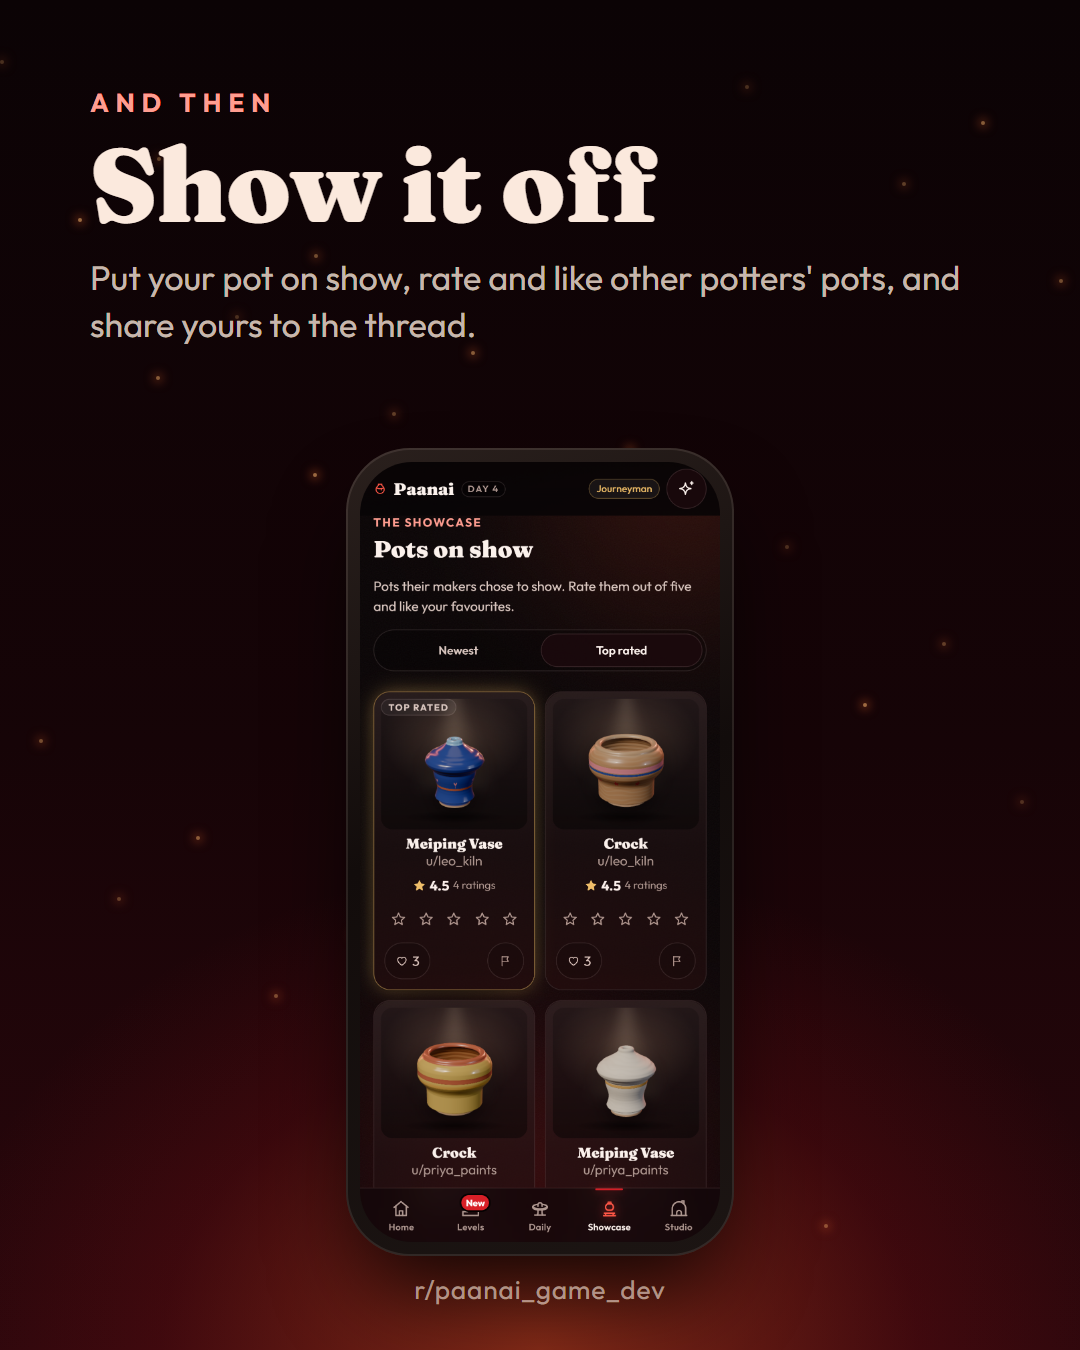 AND THEN
Show it off
Put your pot on show, rate and like other potters' pots, and
share yours to the thread.
Paanai DAY 4 Journeyman
THE SHOWCASE
Pots on show
Pots their makers chose to show. Rate them out of five
and like your favourites.
Newest Top rated
TOP RATED
Meiping Vase Crock
u/leo_kiln u/leo_kiln
4.5 4 ratings 4.5 4 ratings
3 3
Crock Meiping Vase
u/priya_paints u/priya_paints
New
Home Levels Daily Showcase Studio
r/paanai_game_dev